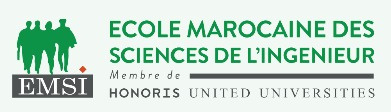 ECOLE MAROCAINE DES
SCIENCES DE L'INGENIEUR
EMSI
Membre de
HONORIS UNITED UNIVERSITIES